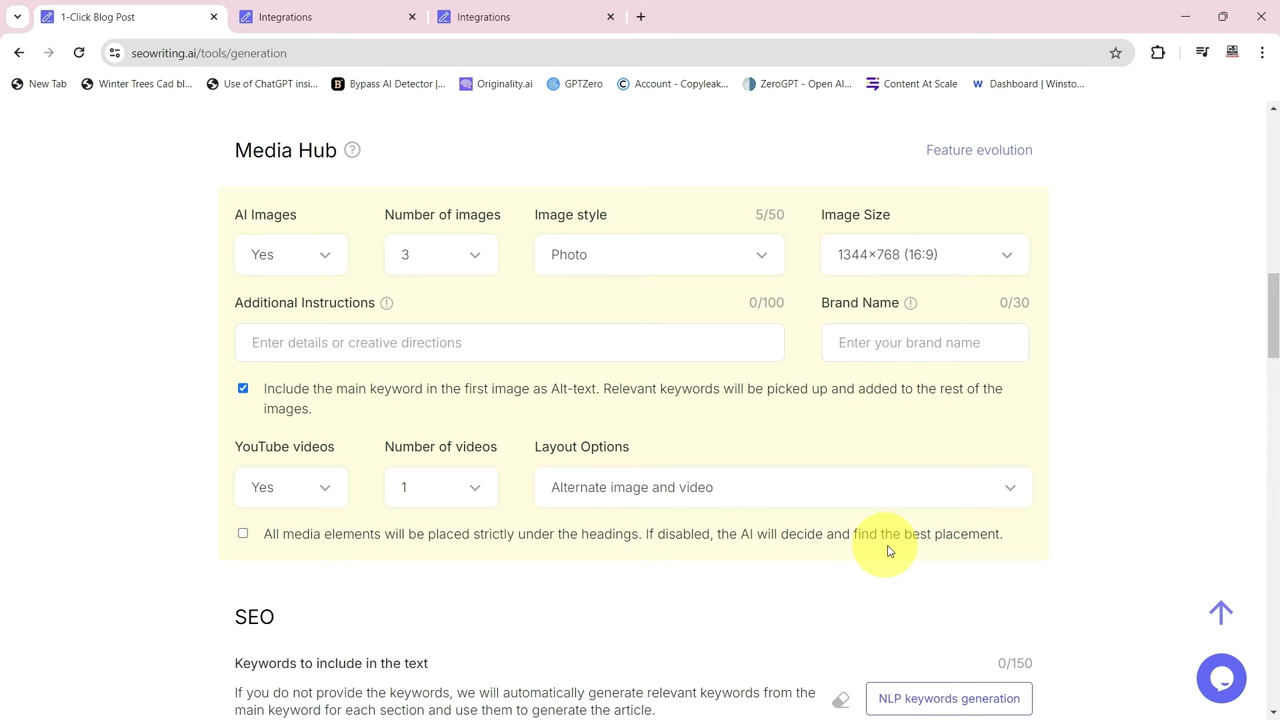 1-Click Blog Post
Integrations
Integrations
seowriting.ai/tools/generation
New Tab
Winter Trees Cad bl...
Use of ChatGPT insi...
Bypass AI Detector |...
Originality.ai
GPTZero
Account - Copyleak...
ZeroGPT - Open AI...
Content At Scale
Dashboard | Winsto...
Media Hub
Feature evolution
AI Images
Number of images
Image style
5/50
Image Size
Yes
3
Photo
1344×768 (16:9)
Additional Instructions
0/100
Brand Name
0/30
Enter details or creative directions
Enter your brand name
Include the main keyword in the first image as Alt-text. Relevant keywords will be picked up and added to the rest of the
images.
YouTube videos
Number of videos
Layout Options
Yes
1
Alternate image and video
All media elements will be placed strictly under the headings. If disabled, the AI will decide and find the best placement.
SEO
Keywords to include in the text
0/150
If you do not provide the keywords, we will automatically generate relevant keywords from the
main keyword for each section and use them to generate the article.
NLP keywords generation